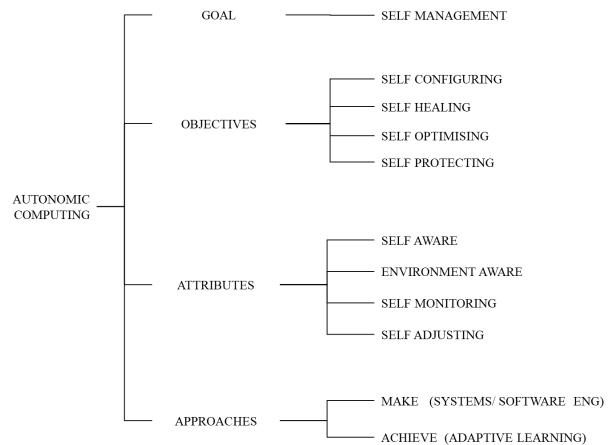 GOAL
SELF MANAGEMENT
SELF CONFIGURING
SELF HEALING
OBJECTIVES
SELF OPTIMISING
SELF PROTECTING
AUTONOMIC
COMPUTING
SELF AWARE
ENVIRONMENT AWARE
ATTRIBUTES
SELF MONITORING
SELF ADJUSTING
MAKE (SYSTEMS/ SOFTWARE ENG)
APPROACHES
ACHIEVE (ADAPTIVE LEARNING)